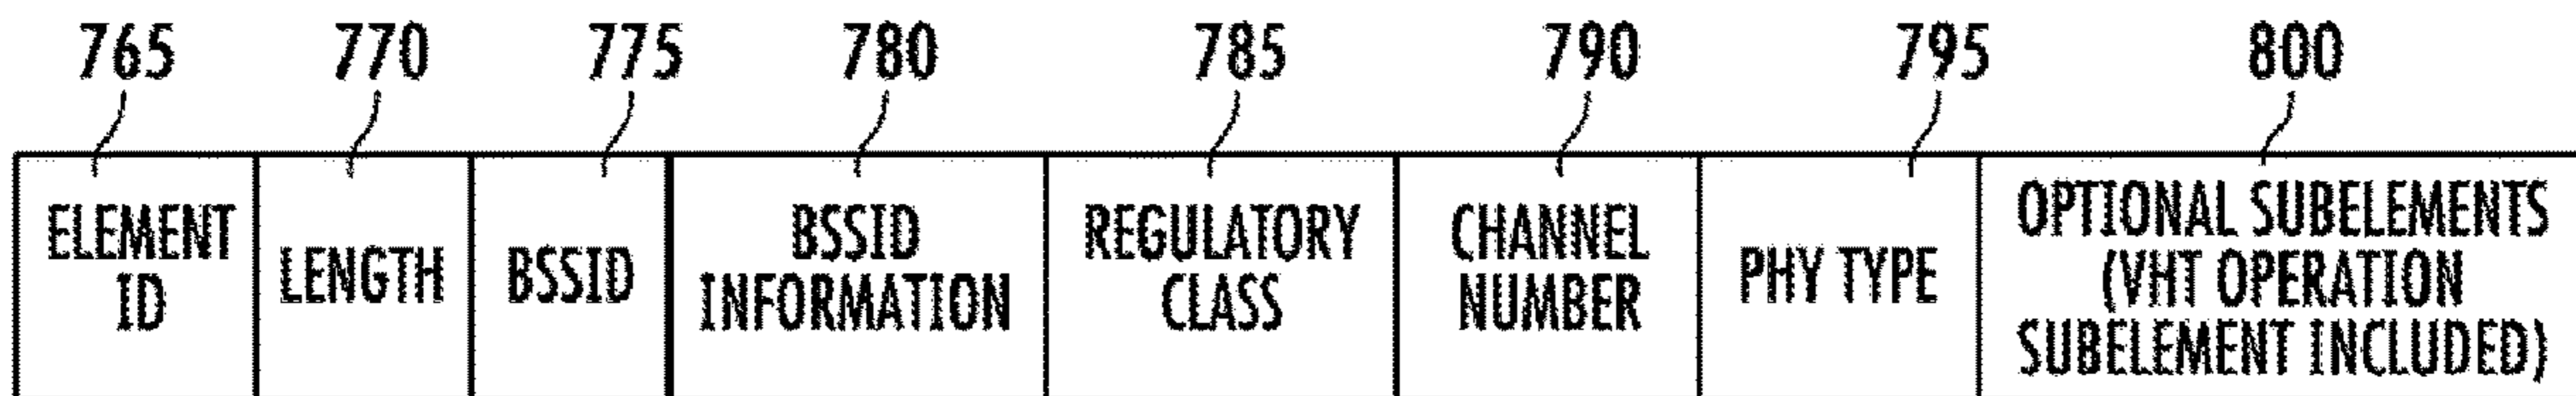 765 770 775 780 785 790 795 800
ELEMENT ID
LENGTH
BSSID
BSSID INFORMATION
REGULATORY CLASS
CHANNEL NUMBER
PHY TYPE
OPTIONAL SUBELEMENTS
(VHT OPERATION
SUBELEMENT INCLUDED)